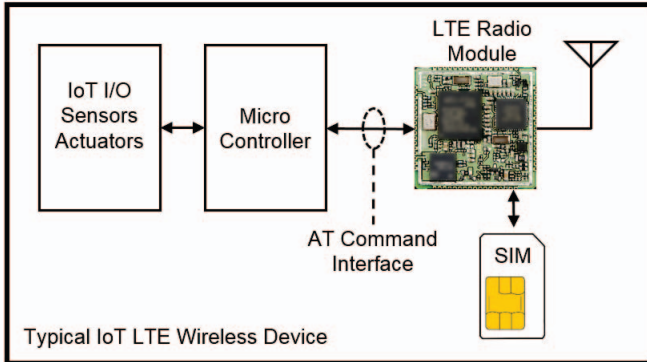 LTE Radio
Module
IoT I/O
Sensors
Actuators
Micro
Controller
AT Command
Interface
SIM
Typical IoT LTE Wireless Device